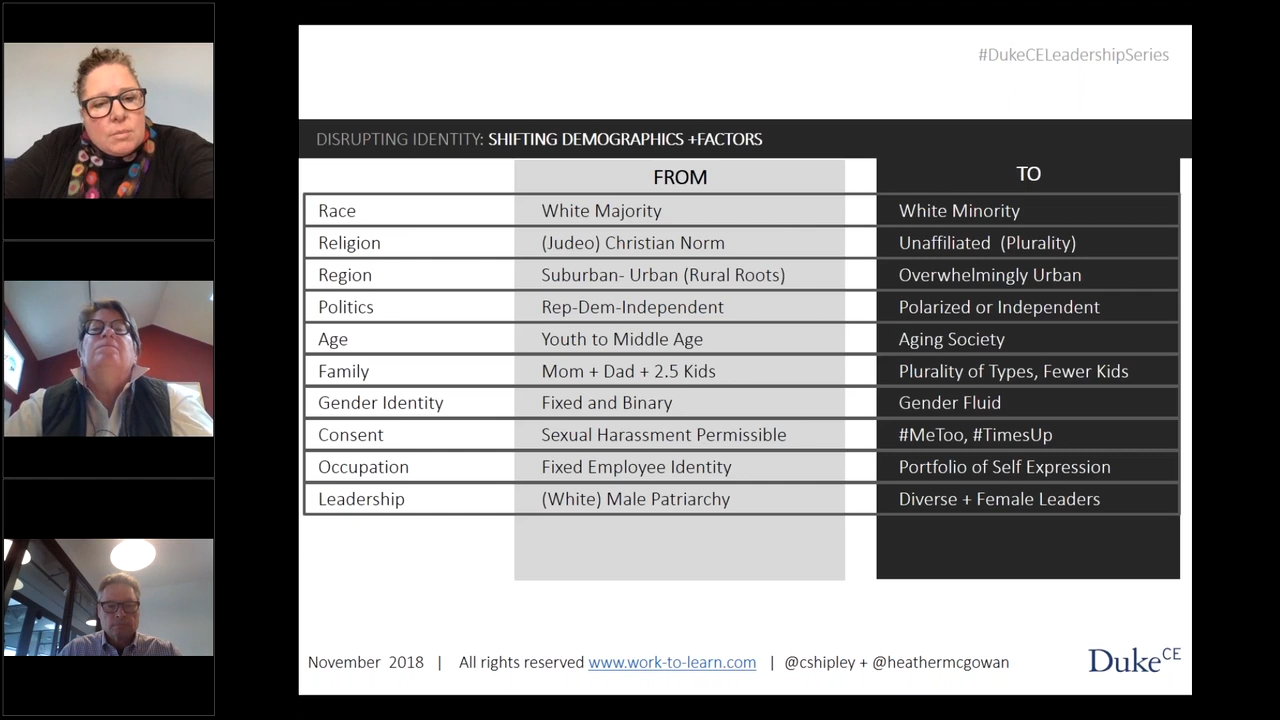 #DukeCELeadershipSeries
DISRUPTING IDENTITY: SHIFTING DEMOGRAPHICS +FACTORS
FROM TO
Race White Majority White Minority
Religion (Judeo) Christian Norm Unaffiliated (Plurality)
Region Suburban- Urban (Rural Roots) Overwhelmingly Urban
Politics Rep-Dem-Independent Polarized or Independent
Age Youth to Middle Age Aging Society
Family Mom + Dad + 2.5 Kids Plurality of Types, Fewer Kids
Gender Identity Fixed and Binary Gender Fluid
Consent Sexual Harassment Permissible #MeToo, #TimesUp
Occupation Fixed Employee Identity Portfolio of Self Expression
Leadership (White) Male Patriarchy Diverse + Female Leaders
November 2018 | All rights reserved www.work-to-learn.com | @cshipley + @heathermcgowan DukeCE